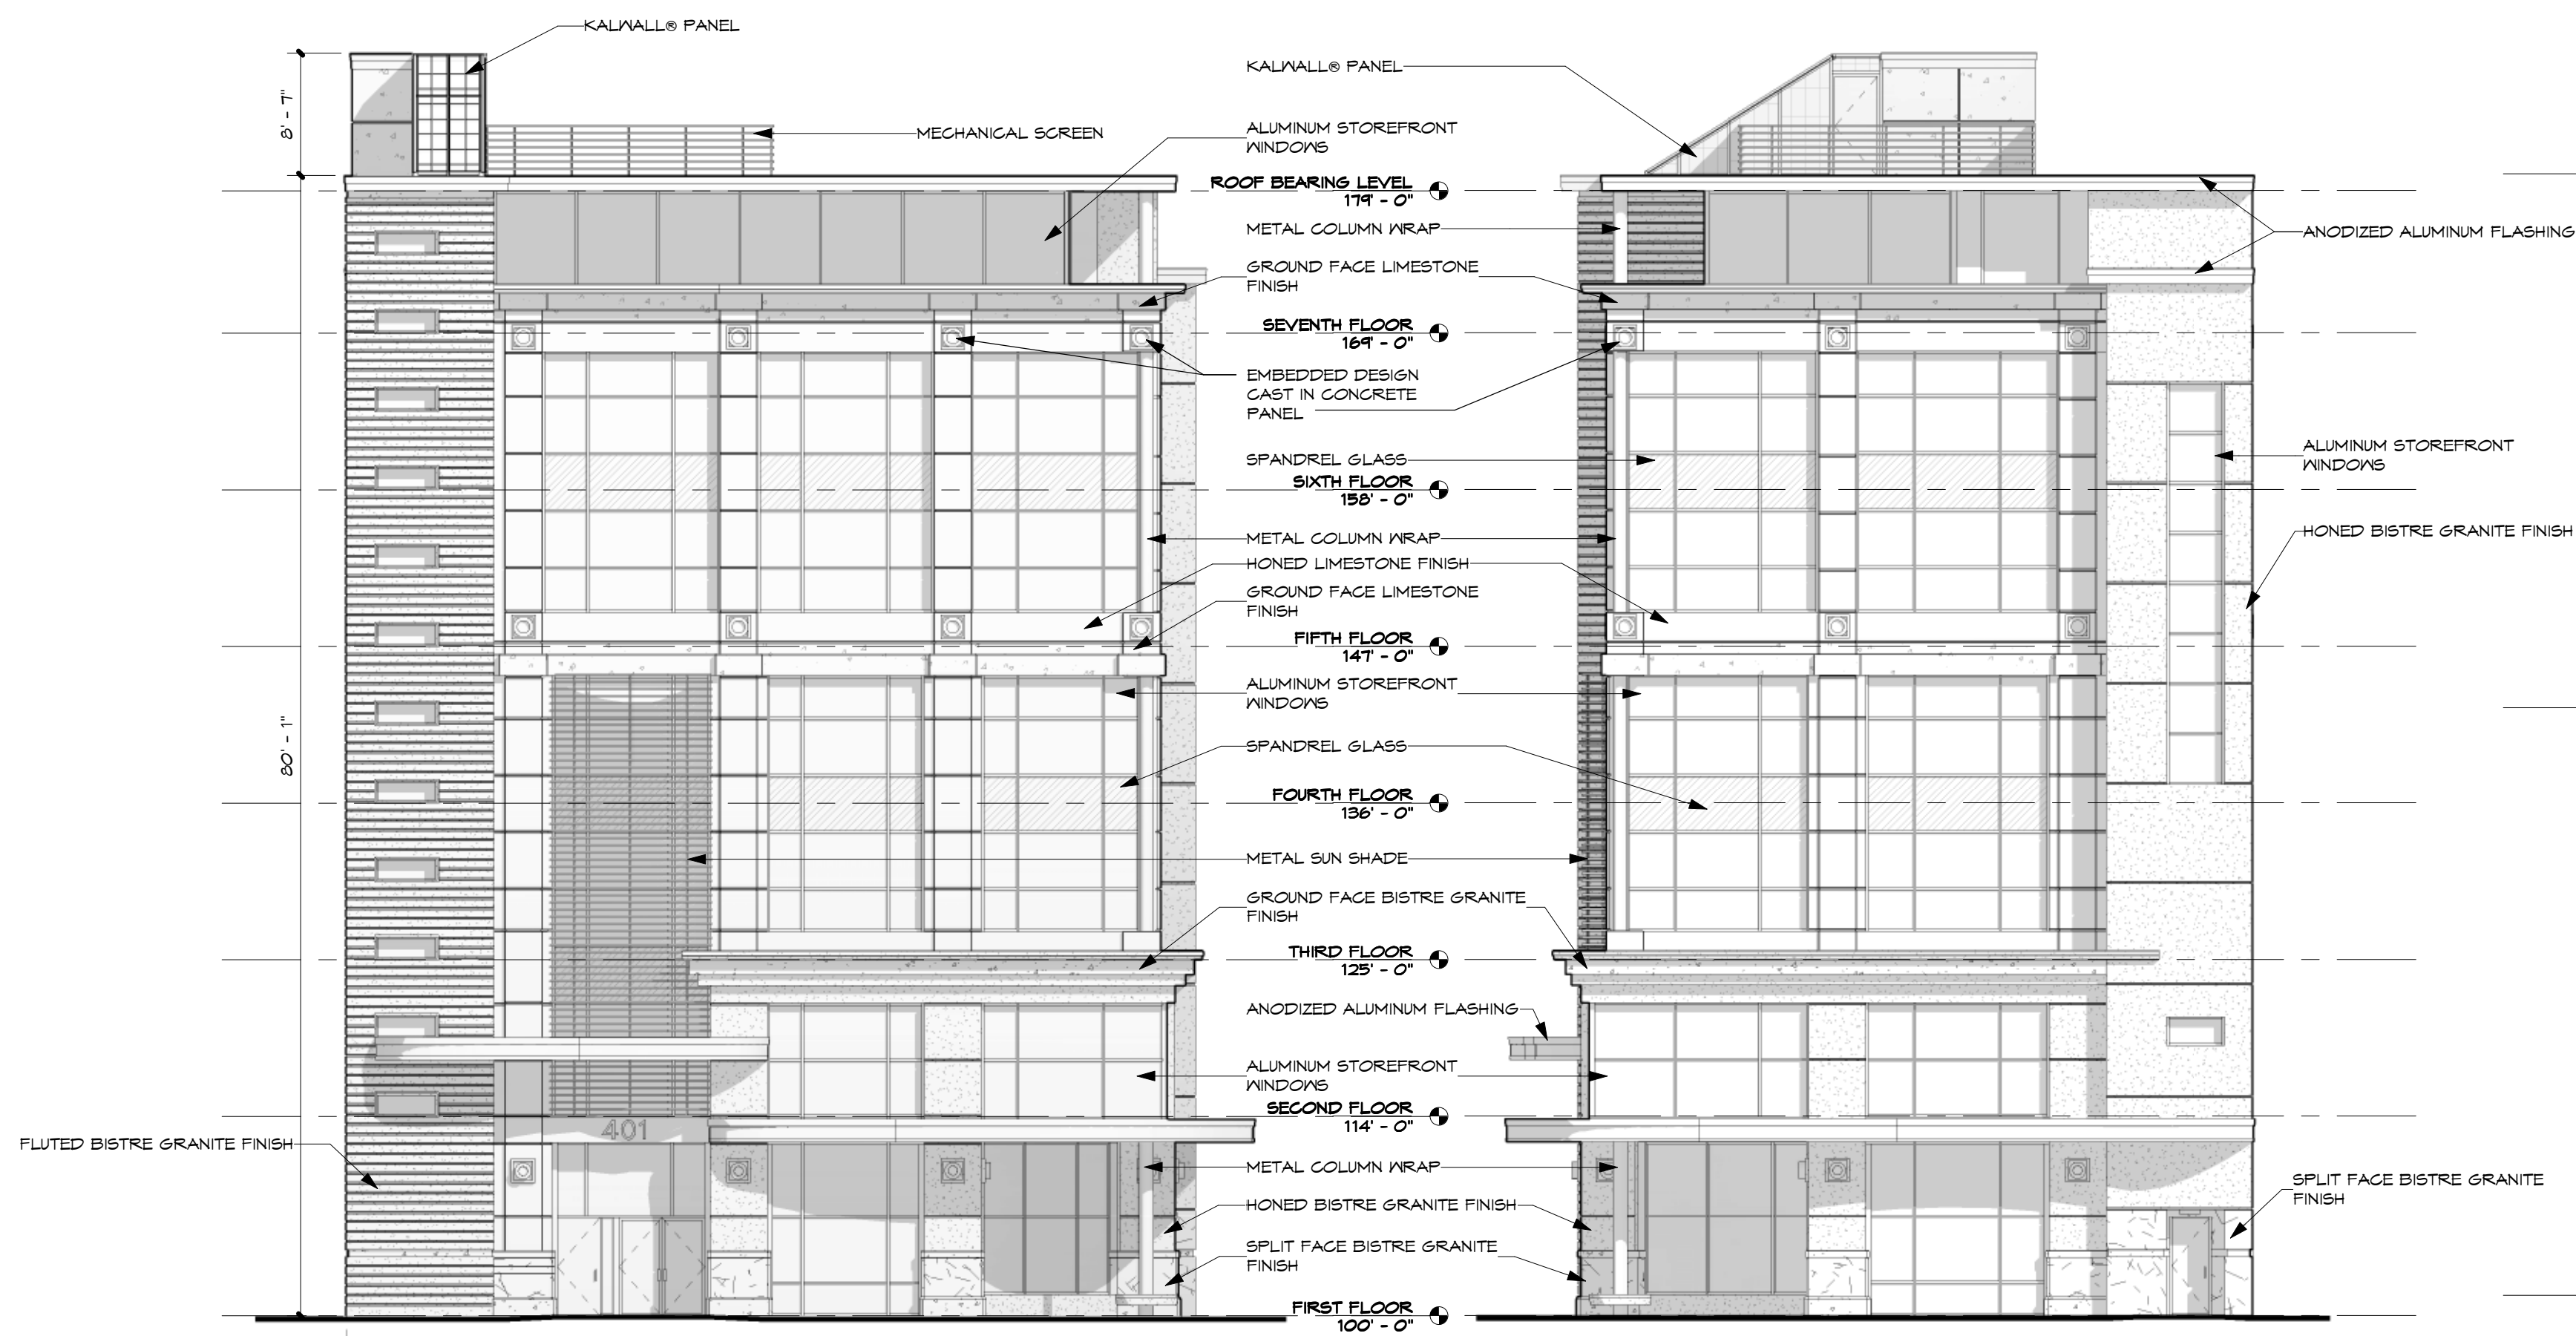 KALWALL® PANEL
8' - 7"
MECHANICAL SCREEN
KALWALL® PANEL
ALUMINUM STOREFRONT
WINDOWS
ROOF BEARING LEVEL
179' - 0"
METAL COLUMN WRAP
ANODIZED ALUMINUM FLASHING
GROUND FACE LIMESTONE
FINISH
SEVENTH FLOOR
169' - 0"
EMBEDDED DESIGN
CAST IN CONCRETE
PANEL
SPANDREL GLASS
ALUMINUM STOREFRONT
WINDOWS
SIXTH FLOOR
158' - 0"
METAL COLUMN WRAP
HONED BISTRE GRANITE FINISH
HONED LIMESTONE FINISH
GROUND FACE LIMESTONE
FINISH
FIFTH FLOOR
147' - 0"
ALUMINUM STOREFRONT
WINDOWS
80' - 1"
SPANDREL GLASS
FOURTH FLOOR
136' - 0"
METAL SUN SHADE
GROUND FACE BISTRE GRANITE
FINISH
THIRD FLOOR
125' - 0"
ANODIZED ALUMINUM FLASHING
ALUMINUM STOREFRONT
WINDOWS
SECOND FLOOR
114' - 0"
401
FLUTED BISTRE GRANITE FINISH
METAL COLUMN WRAP
SPLIT FACE BISTRE GRANITE
FINISH
HONED BISTRE GRANITE FINISH
SPLIT FACE BISTRE GRANITE
FINISH
FIRST FLOOR
100' - 0"